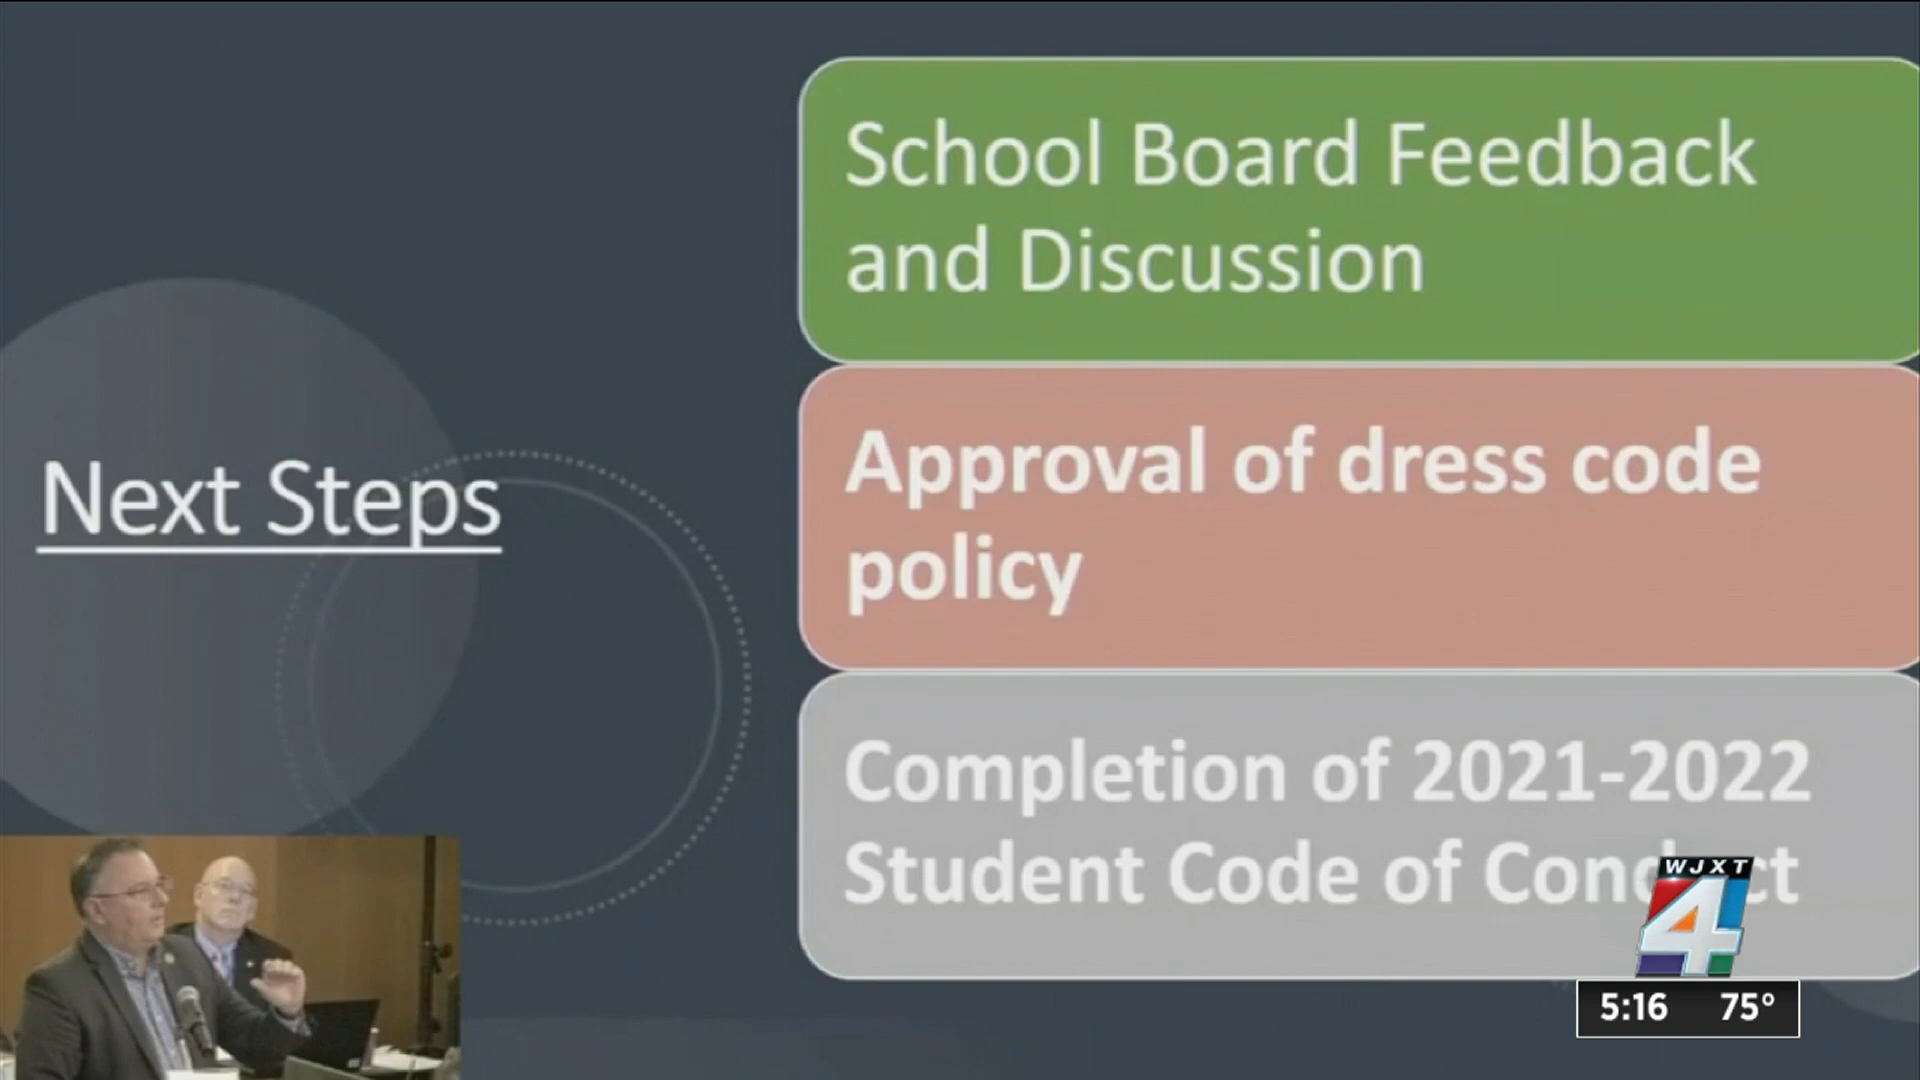 School Board Feedback
and Discussion
Next Steps
Approval of dress code
policy
Completion of 2021-2022
Student Code of Conduct
WJXT
4
5:16 75°